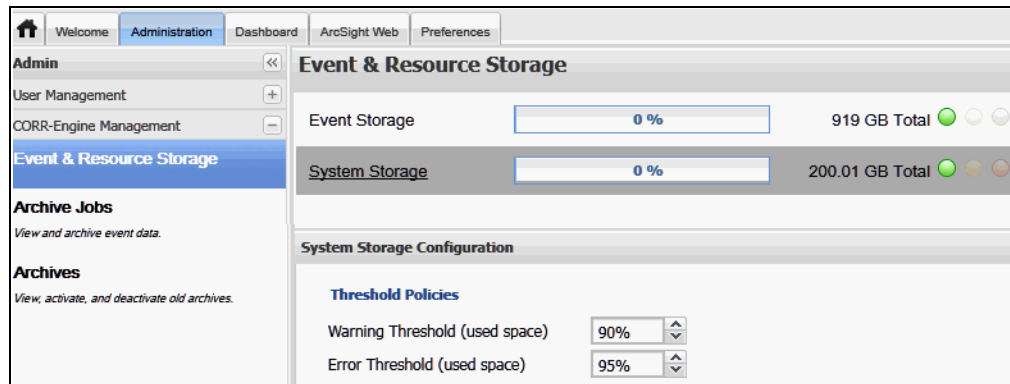 Welcome
Administration
Dashboard
ArcSight Web
Preferences
Admin
User Management
CORR-Engine Management
Event & Resource Storage
Archive Jobs
View and archive event data.
Archives
View, activate, and deactivate old archives.
Event & Resource Storage
Event Storage
0 %
919 GB Total
System Storage
0 %
200.01 GB Total
System Storage Configuration
Threshold Policies
Warning Threshold (used space)
90%
Error Threshold (used space)
95%